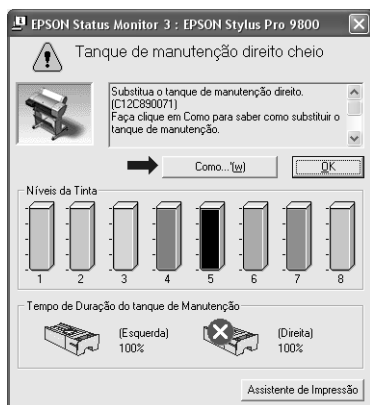 EPSON Status Monitor 3 : EPSON Stylus Pro 9800
Tanque de manutenção direito cheio
Substitua o tanque de manutenção direito.
(C12C890071)
Faça clique em Como para saber como substituir o
tanque de manutenção.
Como...'(w) OK
Níveis da Tinta
1 2 3 4 5 6 7 8
Tempo de Duração do tanque de Manutenção
(Esquerda) (Direita)
100% 100%
Assistente de Impressão